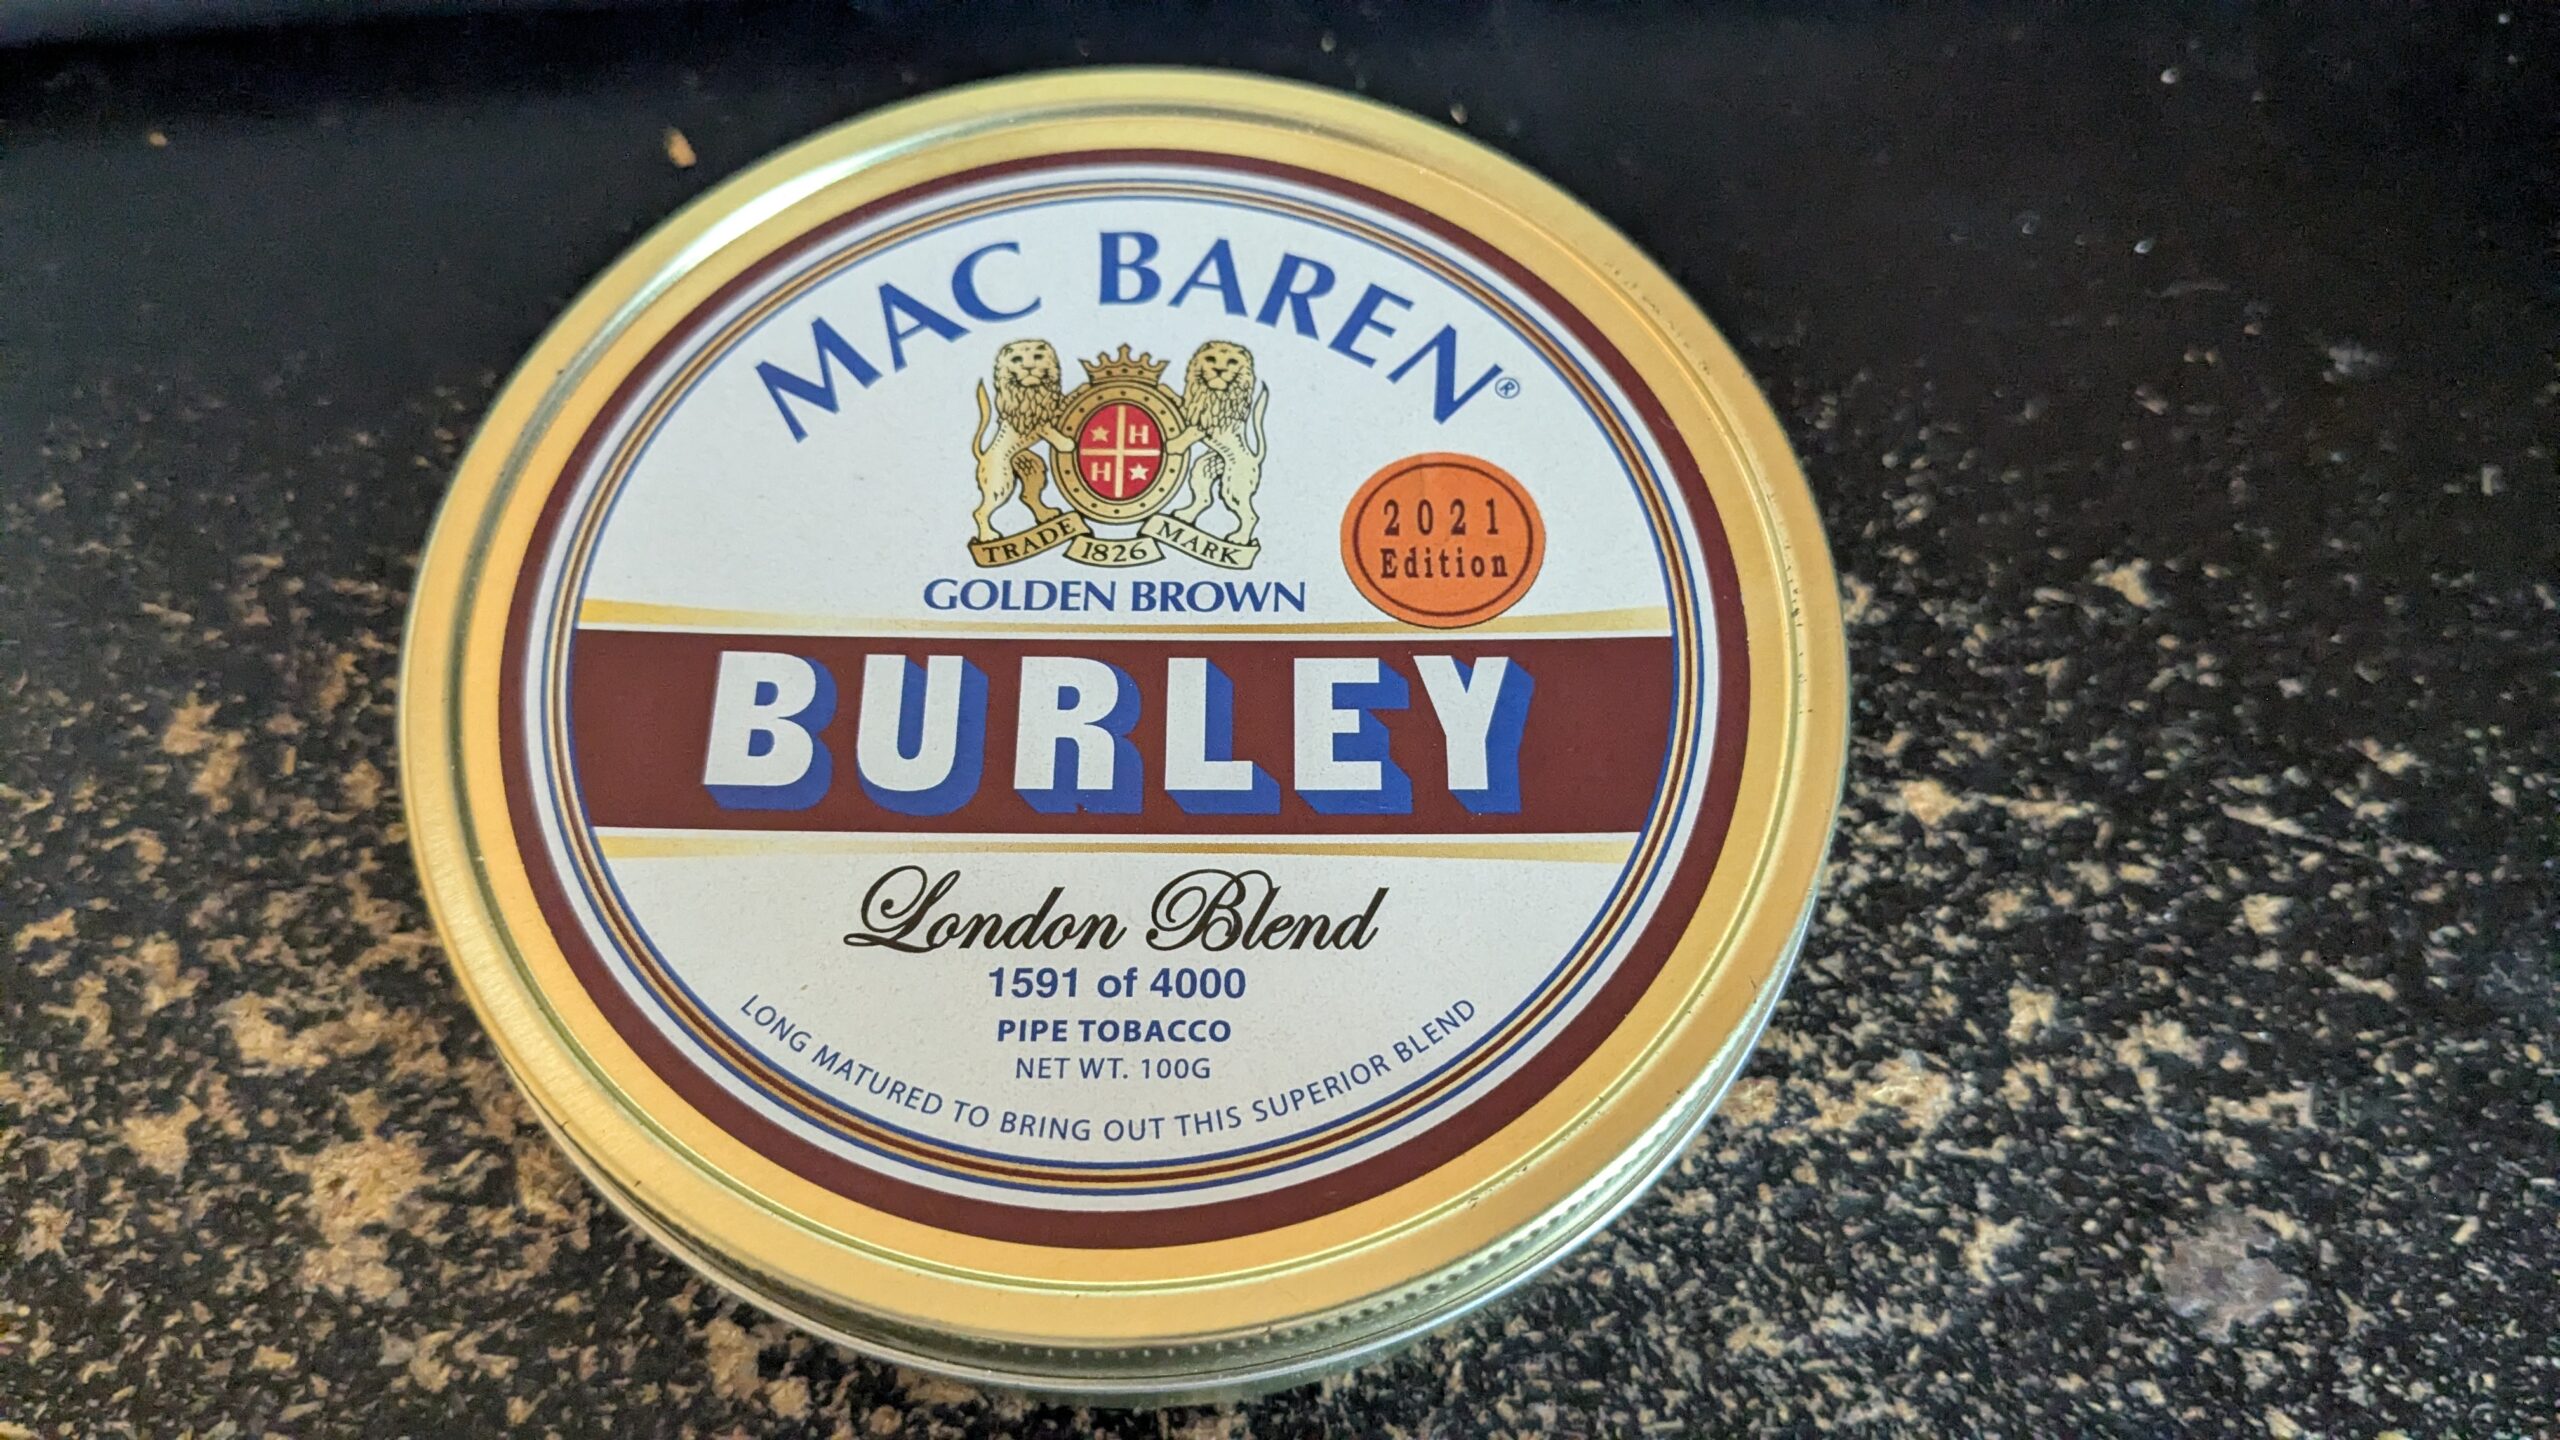 MAC BAREN®
H
H
TRADE 1826 MARK
GOLDEN BROWN
2021
Edition
BURLEY
London Blend
1591 of 4000
PIPE TOBACCO
NET WT. 100G
LONG MATURED TO BRING OUT THIS SUPERIOR BLEND